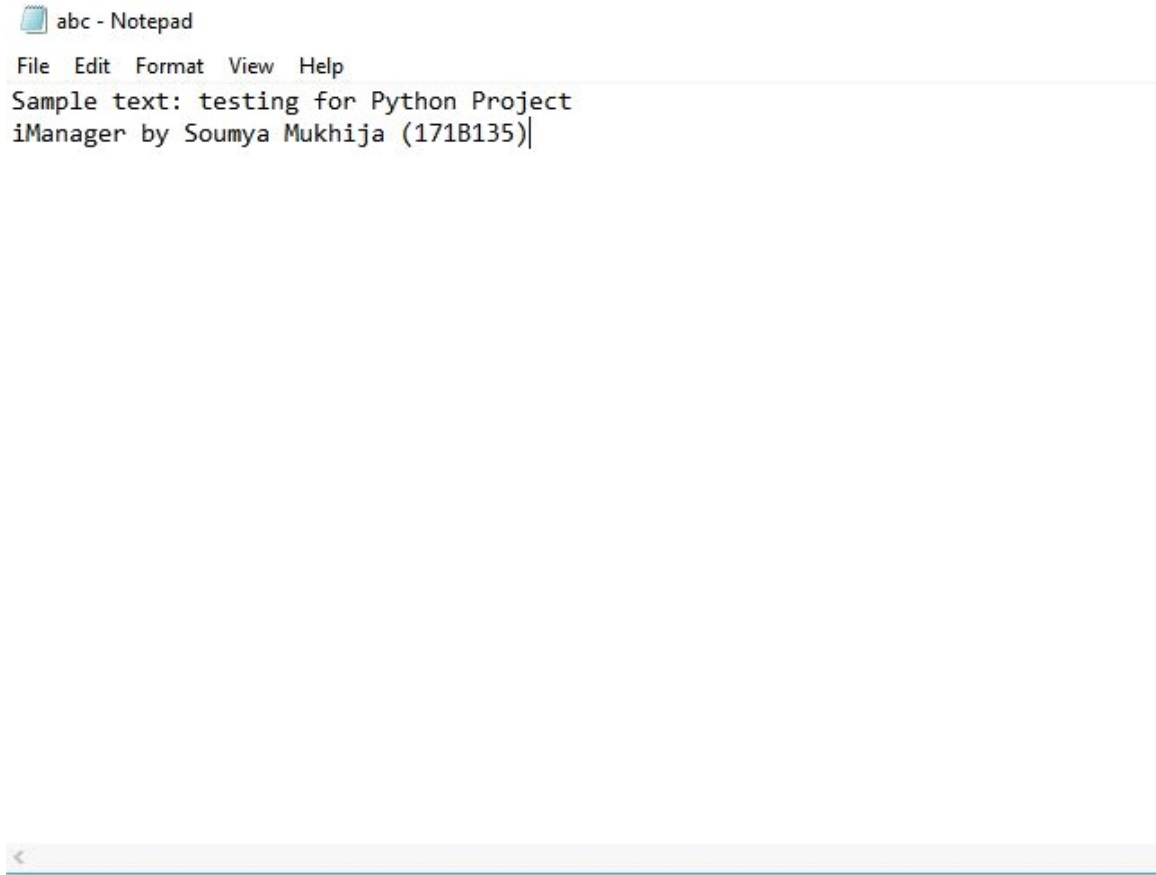 abc - Notepad
File Edit Format View Help
Sample text: testing for Python Project
iManager by Soumya Mukhija (171B135)